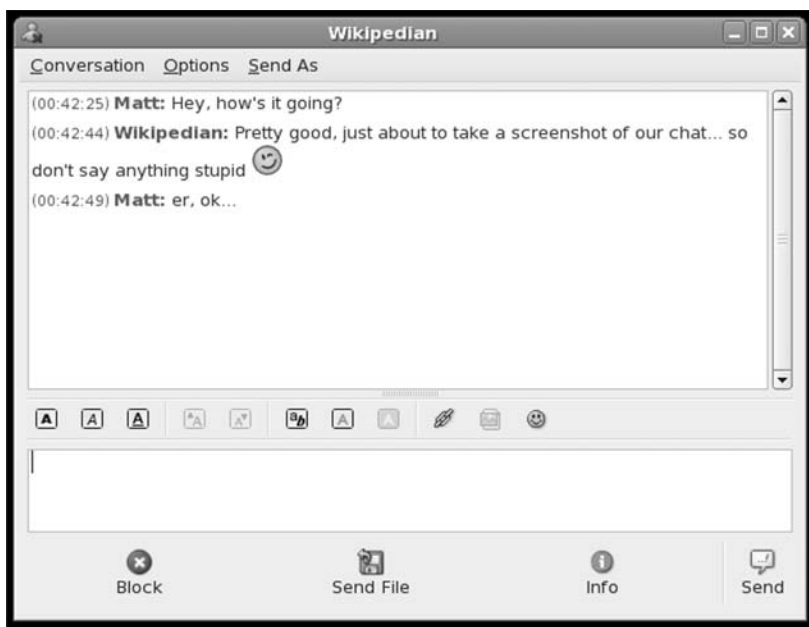 Wikipedian
Conversation Options Send As
(00:42:25) Matt: Hey, how's it going?
(00:42:44) Wikipedian: Pretty good, just about to take a screenshot of our chat... so
don't say anything stupid
(00:42:49) Matt: er, ok...
Block Send File Info Send